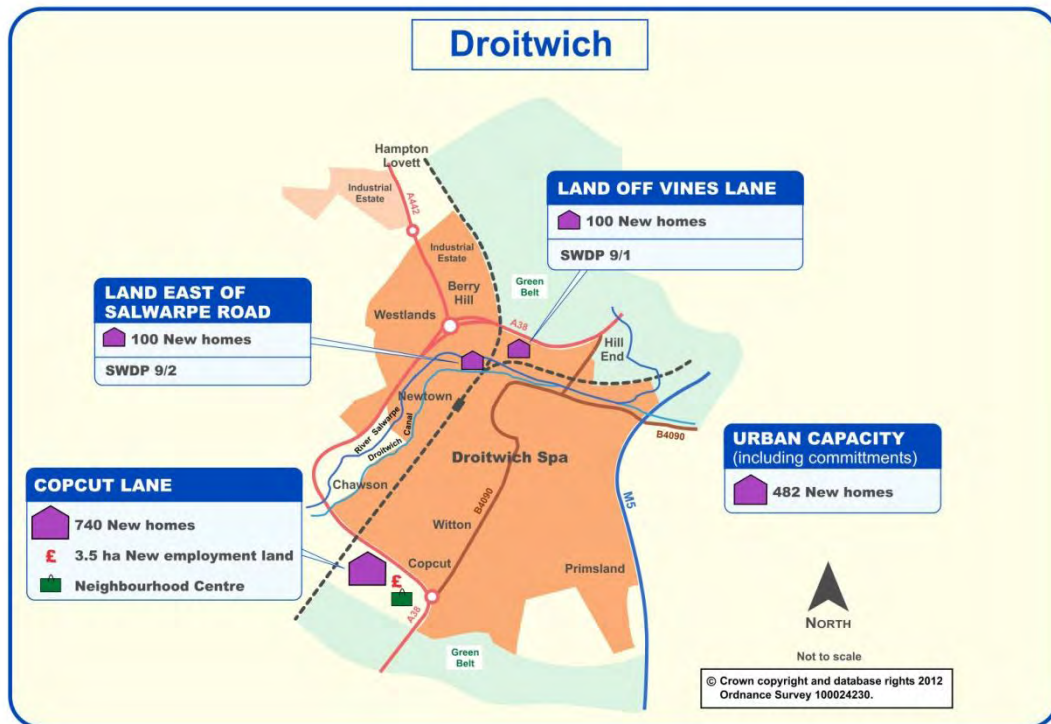 Droitwich
Hampton
Lovett
Industrial
Estate
A442
LAND OFF VINES LANE
100 New homes
SWDP 9/1
Industrial
Estate
Berry
Hill
Green
Belt
LAND EAST OF
SALWARPE ROAD
100 New homes
SWDP 9/2
Westlands
A38
Hill
End
Newtown
River Salwarpe
Droitwich Canal
B4090
Droitwich Spa
URBAN CAPACITY
(including committments)
482 New homes
Chawson
B4090
M5
COPCUT LANE
740 New homes
£ 3.5 ha New employment land
Neighbourhood Centre
Witton
Copcut
Primsland
£
A38
Green
Belt
NORTH
Not to scale
© Crown copyright and database rights 2012
Ordnance Survey 100024230.